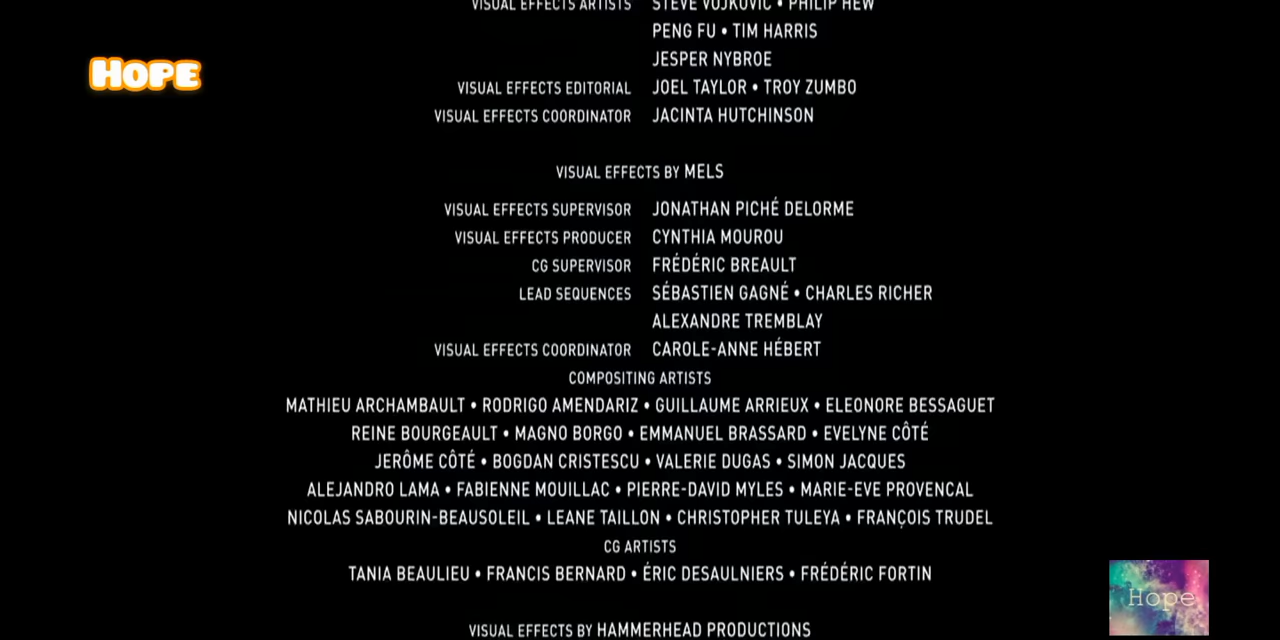 VISUAL EFFECTS ARTISTS STEVE VUJKOVIC • PHILIP HEW
PENG FU • TIM HARRIS
HOPE
JESPER NYBROE
VISUAL EFFECTS EDITORIAL JOEL TAYLOR • TROY ZUMBO
VISUAL EFFECTS COORDINATOR JACINTA HUTCHINSON
VISUAL EFFECTS BY MELS
VISUAL EFFECTS SUPERVISOR JONATHAN PICHÉ DELORME
VISUAL EFFECTS PRODUCER CYNTHIA MOUROU
CG SUPERVISOR FRÉDÉRIC BREAULT
LEAD SEQUENCES SÉBASTIEN GAGNÉ • CHARLES RICHER
ALEXANDRE TREMBLAY
VISUAL EFFECTS COORDINATOR CAROLE-ANNE HÉBERT
COMPOSITING ARTISTS
MATHIEU ARCHAMBAULT • RODRIGO AMENDARIZ • GUILLAUME ARRIEUX • ELEONORE BESSAGUET
REINE BOURGEAULT • MAGNO BORGO • EMMANUEL BRASSARD • EVELYNE CÔTÉ
JERÔME CÔTÉ • BOGDAN CRISTESCU • VALERIE DUGAS • SIMON JACQUES
ALEJANDRO LAMA • FABIENNE MOUILLAC • PIERRE-DAVID MYLES • MARIE-EVE PROVENCAL
NICOLAS SABOURIN-BEAUSOLEIL • LEANE TAILLON • CHRISTOPHER TULEYA • FRANÇOIS TRUDEL
CG ARTISTS
TANIA BEAULIEU • FRANCIS BERNARD • ÉRIC DESAULNIERS • FRÉDÉRIC FORTIN
Hope
VISUAL EFFECTS BY HAMMERHEAD PRODUCTIONS